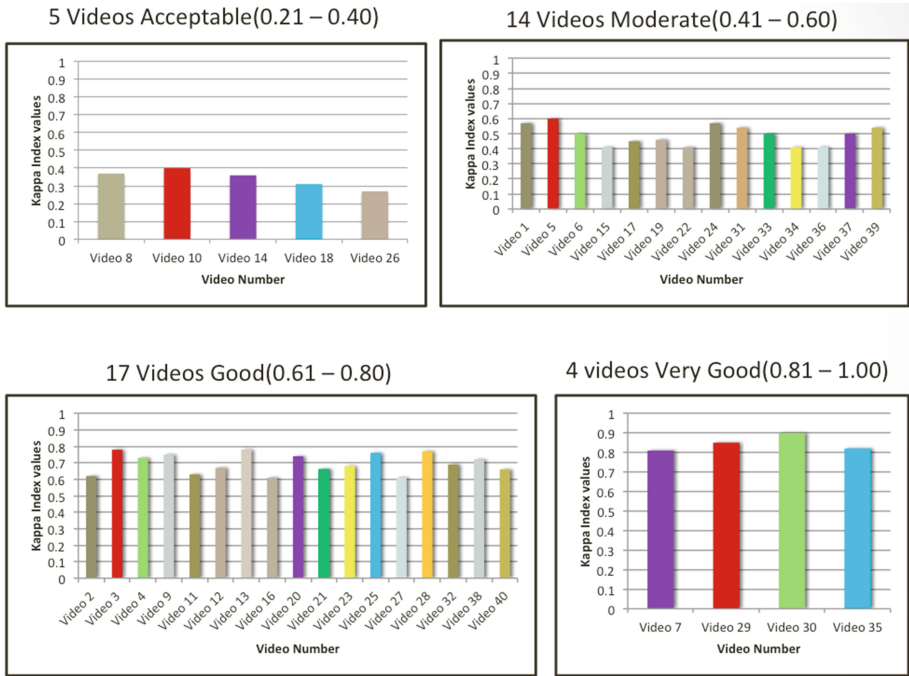 5 Videos Acceptable(0.21 – 0.40)
1
0.9
0.8
0.7
0.6
0.5
0.4
0.3
0.2
0.1
0
Kappa Index values
Video 8 Video 10 Video 14 Video 18 Video 26
Video Number
14 Videos Moderate(0.41 – 0.60)
1
0.9
0.8
0.7
0.6
0.5
0.4
0.3
0.2
0.1
0
Kappa Index values
Video 1 Video 5 Video 6 Video 15 Video 17 Video 19 Video 22 Video 24 Video 31 Video 33 Video 34 Video 36 Video 37 Video 39
Video Number
17 Videos Good(0.61 – 0.80)
1
0.9
0.8
0.7
0.6
0.5
0.4
0.3
0.2
0.1
0
Kappa Index values
Video 2 Video 3 Video 4 Video 9 Video 11 Video 12 Video 13 Video 16 Video 20 Video 21 Video 23 Video 25 Video 27 Video 28 Video 32 Video 38 Video 40
Video Number
4 videos Very Good(0.81 – 1.00)
1
0.9
0.8
0.7
0.6
0.5
0.4
0.3
0.2
0.1
0
Kappa Index values
Video 7 Video 29 Video 30 Video 35
Video Number